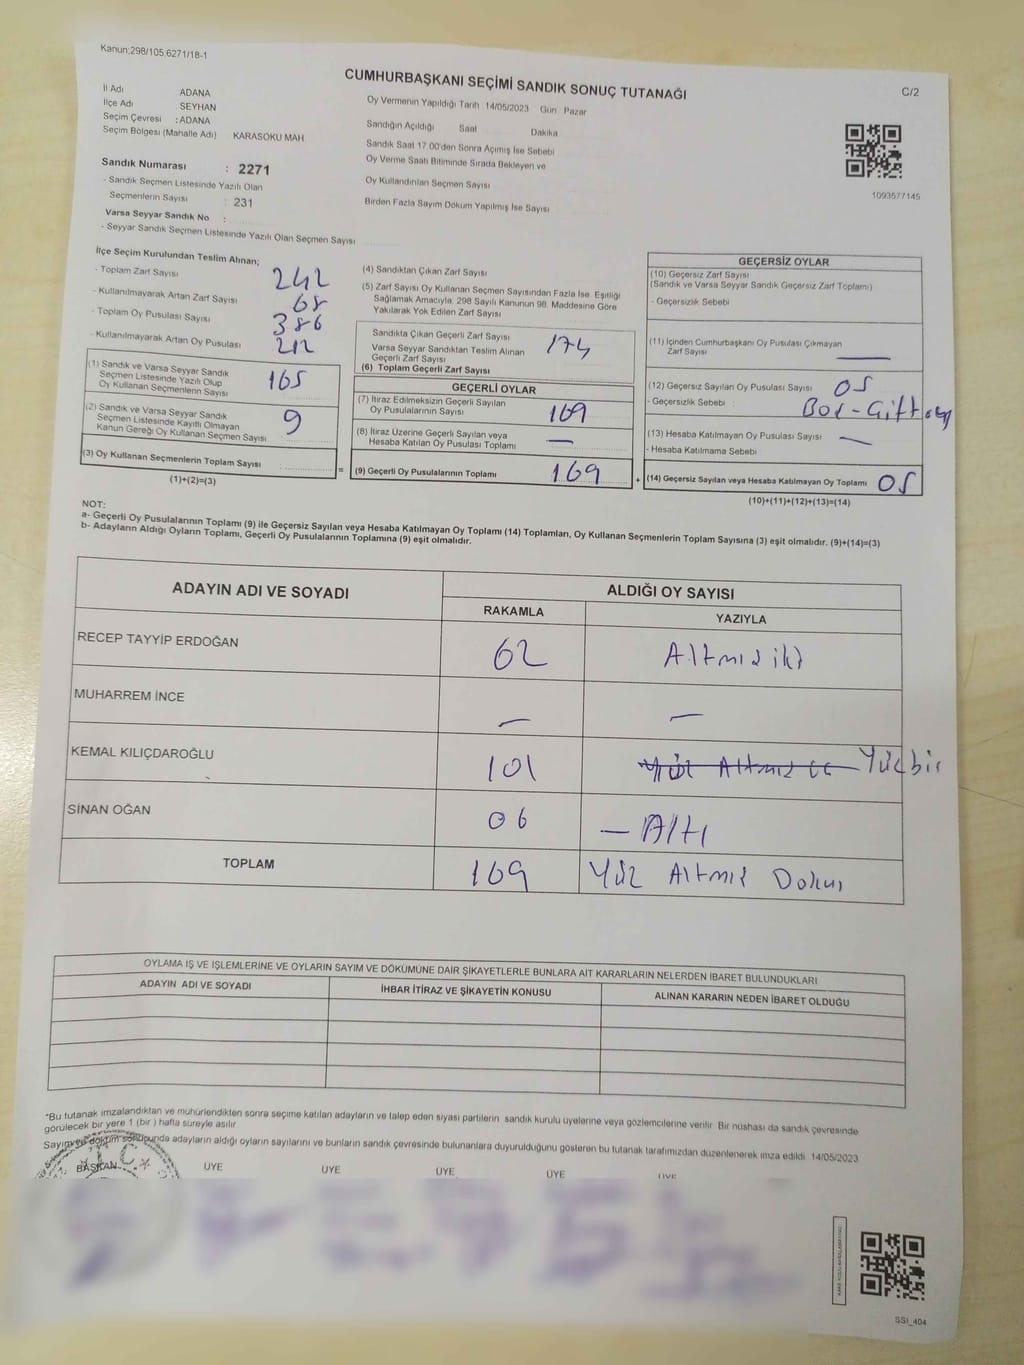 Kanun;298/105,6271/18-1
CUMHURBAŞKANI SEÇİMİ SANDIK SONUÇ TUTANAĞI
C/2
İl Adı ADANA
İlçe Adı SEYHAN
Seçim Çevresi : ADANA
Seçim Bölgesi (Mahalle Adı) KARASOKU MAH.
Oy Vermenin Yapıldığı Tarih 14/05/2023 Gün Pazar
Sandığın Açıldığı Saat Dakika
Sandık Saat 17.00'den Sonra Açımış İse Sebebi
Oy Verme Saati Bitiminde Sırada Bekleyen ve
Oy Kullandırılan Seçmen Sayısı
Birden Fazla Sayım Döküm Yapılmış İse Sayısı
1093577145
Sandık Numarası : 2271
- Sandık Seçmen Listesinde Yazılı Olan
Seçmenlerin Sayısı : 231
Varsa Seyyar Sandık No :
- Seyyar Sandık Seçmen Listesinde Yazılı Olan Seçmen Sayısı
İlçe Seçim Kurulundan Teslim Alınan;
- Toplam Zarf Sayısı 242
- Kullanılmayarak Artan Zarf Sayısı 68
- Toplam Oy Pusulası Sayısı 386
- Kullanılmayarak Artan Oy Pusulası 212
(1) Sandık ve Varsa Seyyar Sandık
Seçmen Listesinde Yazılı Olup
Oy Kullanan Seçmenlerin Sayısı 165
(2) Sandık ve Varsa Seyyar Sandık
Seçmen Listesinde Kayıtlı Olmayan
Kanun Gereği Oy Kullanan Seçmen Sayısı 9
(3) Oy Kullanan Seçmenlerin Toplam Sayısı
(1)+(2)=(3)
(4) Sandıktan Çıkan Zarf Sayısı
(5) Zarf Sayısı Oy Kullanan Seçmen Sayısından Fazla İse, Eşitliği
Sağlamak Amacıyla, 298 Sayılı Kanunun 98. Maddesine Göre
Yakılarak Yok Edilen Zarf Sayısı
Sandıkta Çıkan Geçerli Zarf Sayısı 174
Varsa Seyyar Sandıktan Teslim Alınan
Geçerli Zarf Sayısı
(6) Toplam Geçerli Zarf Sayısı
GEÇERLİ OYLAR
(7) İtiraz Edilmeksizin Geçerli Sayılan
Oy Pusulalarının Sayısı 169
(8) İtiraz Üzerine Geçerli Sayılan veya
Hesaba Katılan Oy Pusulası Toplamı —
= (9) Geçerli Oy Pusulalarının Toplamı 169
GEÇERSİZ OYLAR
(10) Geçersiz Zarf Sayısı
(Sandık ve Varsa Seyyar Sandık Geçersiz Zarf Toplamı)
- Geçersizlik Sebebi
(11) İçinden Cumhurbaşkanı Oy Pusulası Çıkmayan
Zarf Sayısı —
(12) Geçersiz Sayılan Oy Pusulası Sayısı 05
- Geçersizlik Sebebi : Boş-Çift oy
(13) Hesaba Katılmayan Oy Pusulası Sayısı —
- Hesaba Katılmama Sebebi
+ (14) Geçersiz Sayılan veya Hesaba Katılmayan Oy Toplamı 05
(10)+(11)+(12)+(13)=(14)
NOT:
a- Geçerli Oy Pusulalarının Toplamı (9) ile Geçersiz Sayılan veya Hesaba Katılmayan Oy Toplamı (14) Toplamları, Oy Kullanan Seçmenlerin Toplam Sayısına (3) eşit olmalıdır. (9)+(14)=(3)
b- Adayların Aldığı Oyların Toplamı, Geçerli Oy Pusulalarının Toplamına (9) eşit olmalıdır.
ADAYIN ADI VE SOYADI ALDIĞI OY SAYISI
RAKAMLA YAZIYLA
RECEP TAYYİP ERDOĞAN 62 Altmış iki
MUHARREM İNCE — —
KEMAL KILIÇDAROĞLU 101 Yüz Altmış Yüzbir
SİNAN OĞAN 06 — Altı
TOPLAM 169 Yüz Altmış Dokuz
OYLAMA İŞ VE İŞLEMLERİNE VE OYLARIN SAYIM VE DÖKÜMÜNE DAİR ŞİKAYETLERLE BUNLARA AİT KARARLARIN NELERDEN İBARET BULUNDUKLARI
ADAYIN ADI VE SOYADI İHBAR İTİRAZ VE ŞİKAYETİN KONUSU ALINAN KARARIN NEDEN İBARET OLDUĞU
*Bu tutanak imzalandıktan ve mühürlendikten sonra seçime katılan adayların ve talep eden siyasi partilerin sandık kurulu üyelerine veya gözlemcilerine verilir. Bir nüshası da sandık çevresinde
görülecek bir yere 1 (bir) hafta süreyle asılır
Sayım ve döküm sonucunda adayların aldığı oyların sayılarını ve bunların sandık çevresinde bulunanlara duyurulduğunu gösteren bu tutanak tarafımızdan düzenlenerek imza edildi. 14/05/2023
BAŞKAN ÜYE ÜYE ÜYE ÜYE ÜYE
T.C.
SSI_404